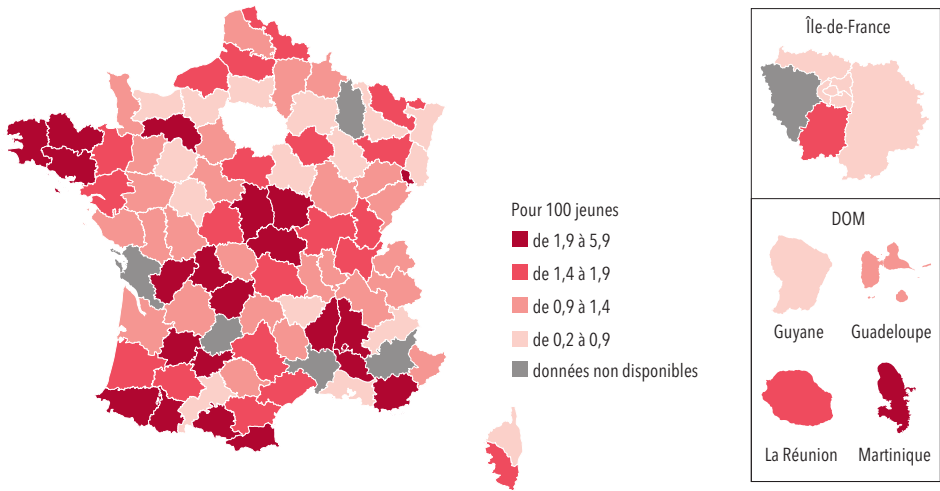 Île-de-France
Pour 100 jeunes
de 1,9 à 5,9
de 1,4 à 1,9
de 0,9 à 1,4
de 0,2 à 0,9
données non disponibles
DOM
Guyane
Guadeloupe
La Réunion
Martinique